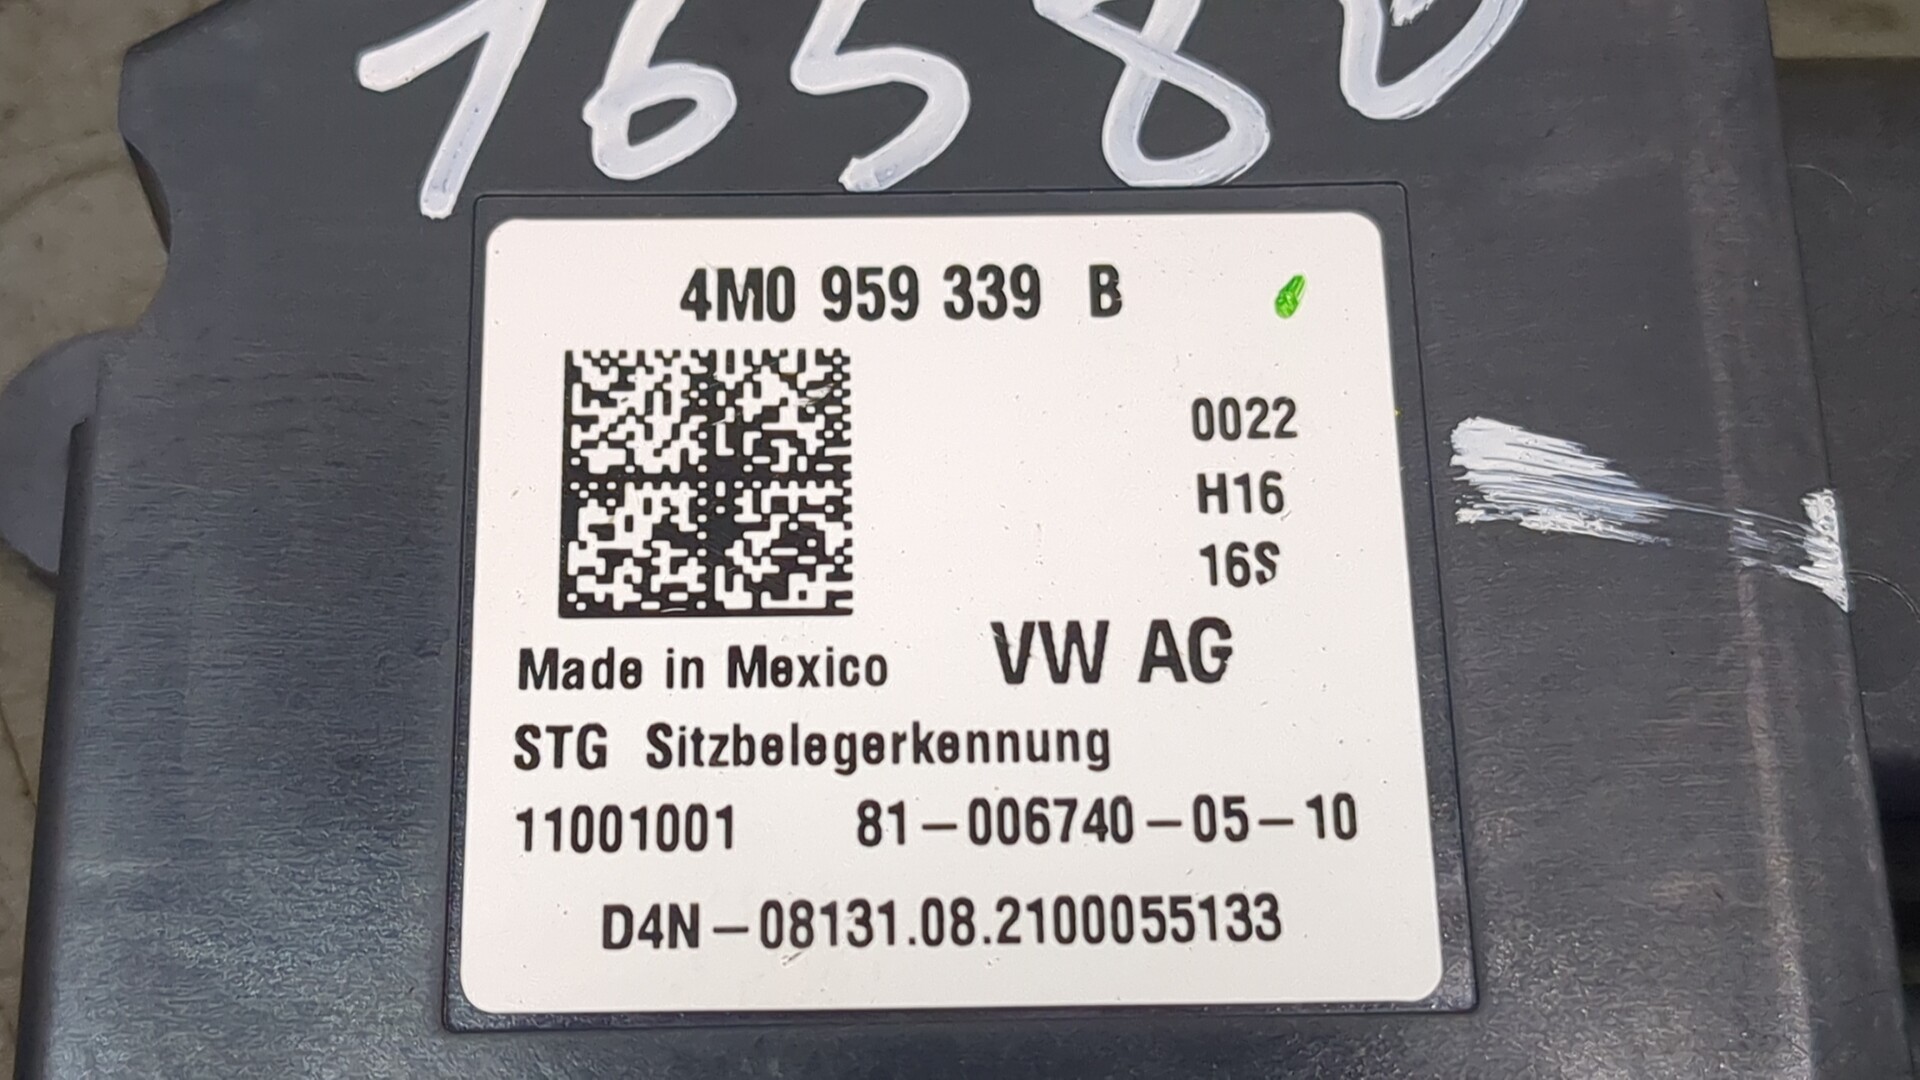 16580
4M0 959 339 B
0022
H16
16S
Made in Mexico VW AG
STG Sitzbelegerkennung
11001001 81-006740-05-10
D4N-08131.08.2100055133